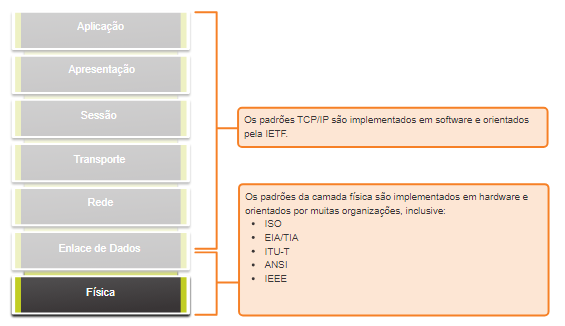 Aplicação
Apresentação
Sessão
Transporte
Rede
Enlace de Dados
Física
Os padrões TCP/IP são implementados em software e orientados
pela IETF.
Os padrões da camada física são implementados em hardware e
orientados por muitas organizações, inclusive:
• ISO
• EIA/TIA
• ITU-T
• ANSI
• IEEE